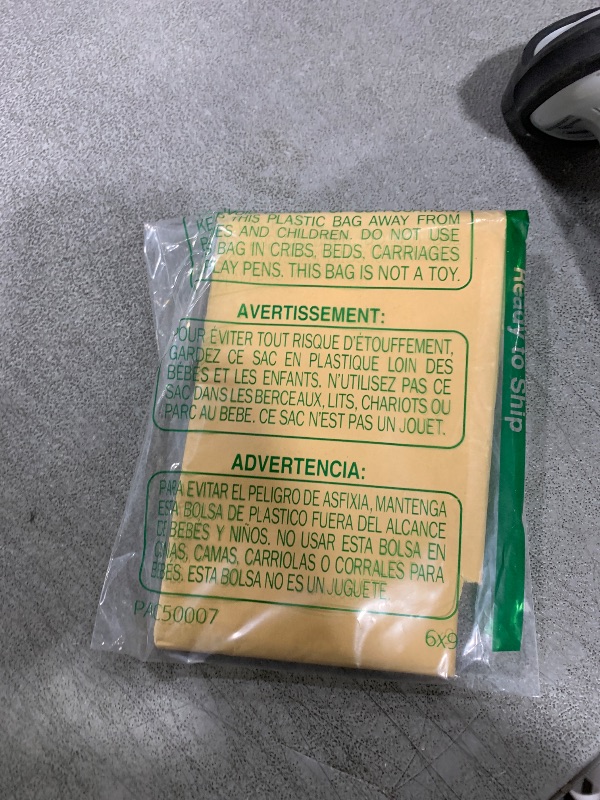 THIS PLASTIC BAG AWAY FROM
AND CHILDREN. DO NOT USE
BAG IN CRIBS, BEDS, CARRIAGES
PLAY PENS. THIS BAG IS NOT A TOY.
AVERTISSEMENT:
POUR ÉVITER TOUT RISQUE D'ÉTOUFFEMENT,
GARDEZ CE SAC EN PLASTIQUE LOIN DES
BÉBÉS ET LES ENFANTS. N'UTILISEZ PAS CE
SAC DANS LES BERCEAUX, LITS, CHARIOTS OU
PARC AU BEBE. CE SAC N'EST PAS UN JOUET.
ADVERTENCIA:
PARA EVITAR EL PELIGRO DE ASFIXIA, MANTENGA
ESTA BOLSA DE PLASTICO FUERA DEL ALCANCE
DE BEBES Y NIÑOS. NO USAR ESTA BOLSA EN
CAMAS, CARRIOLAS O CORRALES PARA
BEBES. ESTA BOLSA NO ES UN JUGUETE.
PAC50007
6x9
Ready to Ship